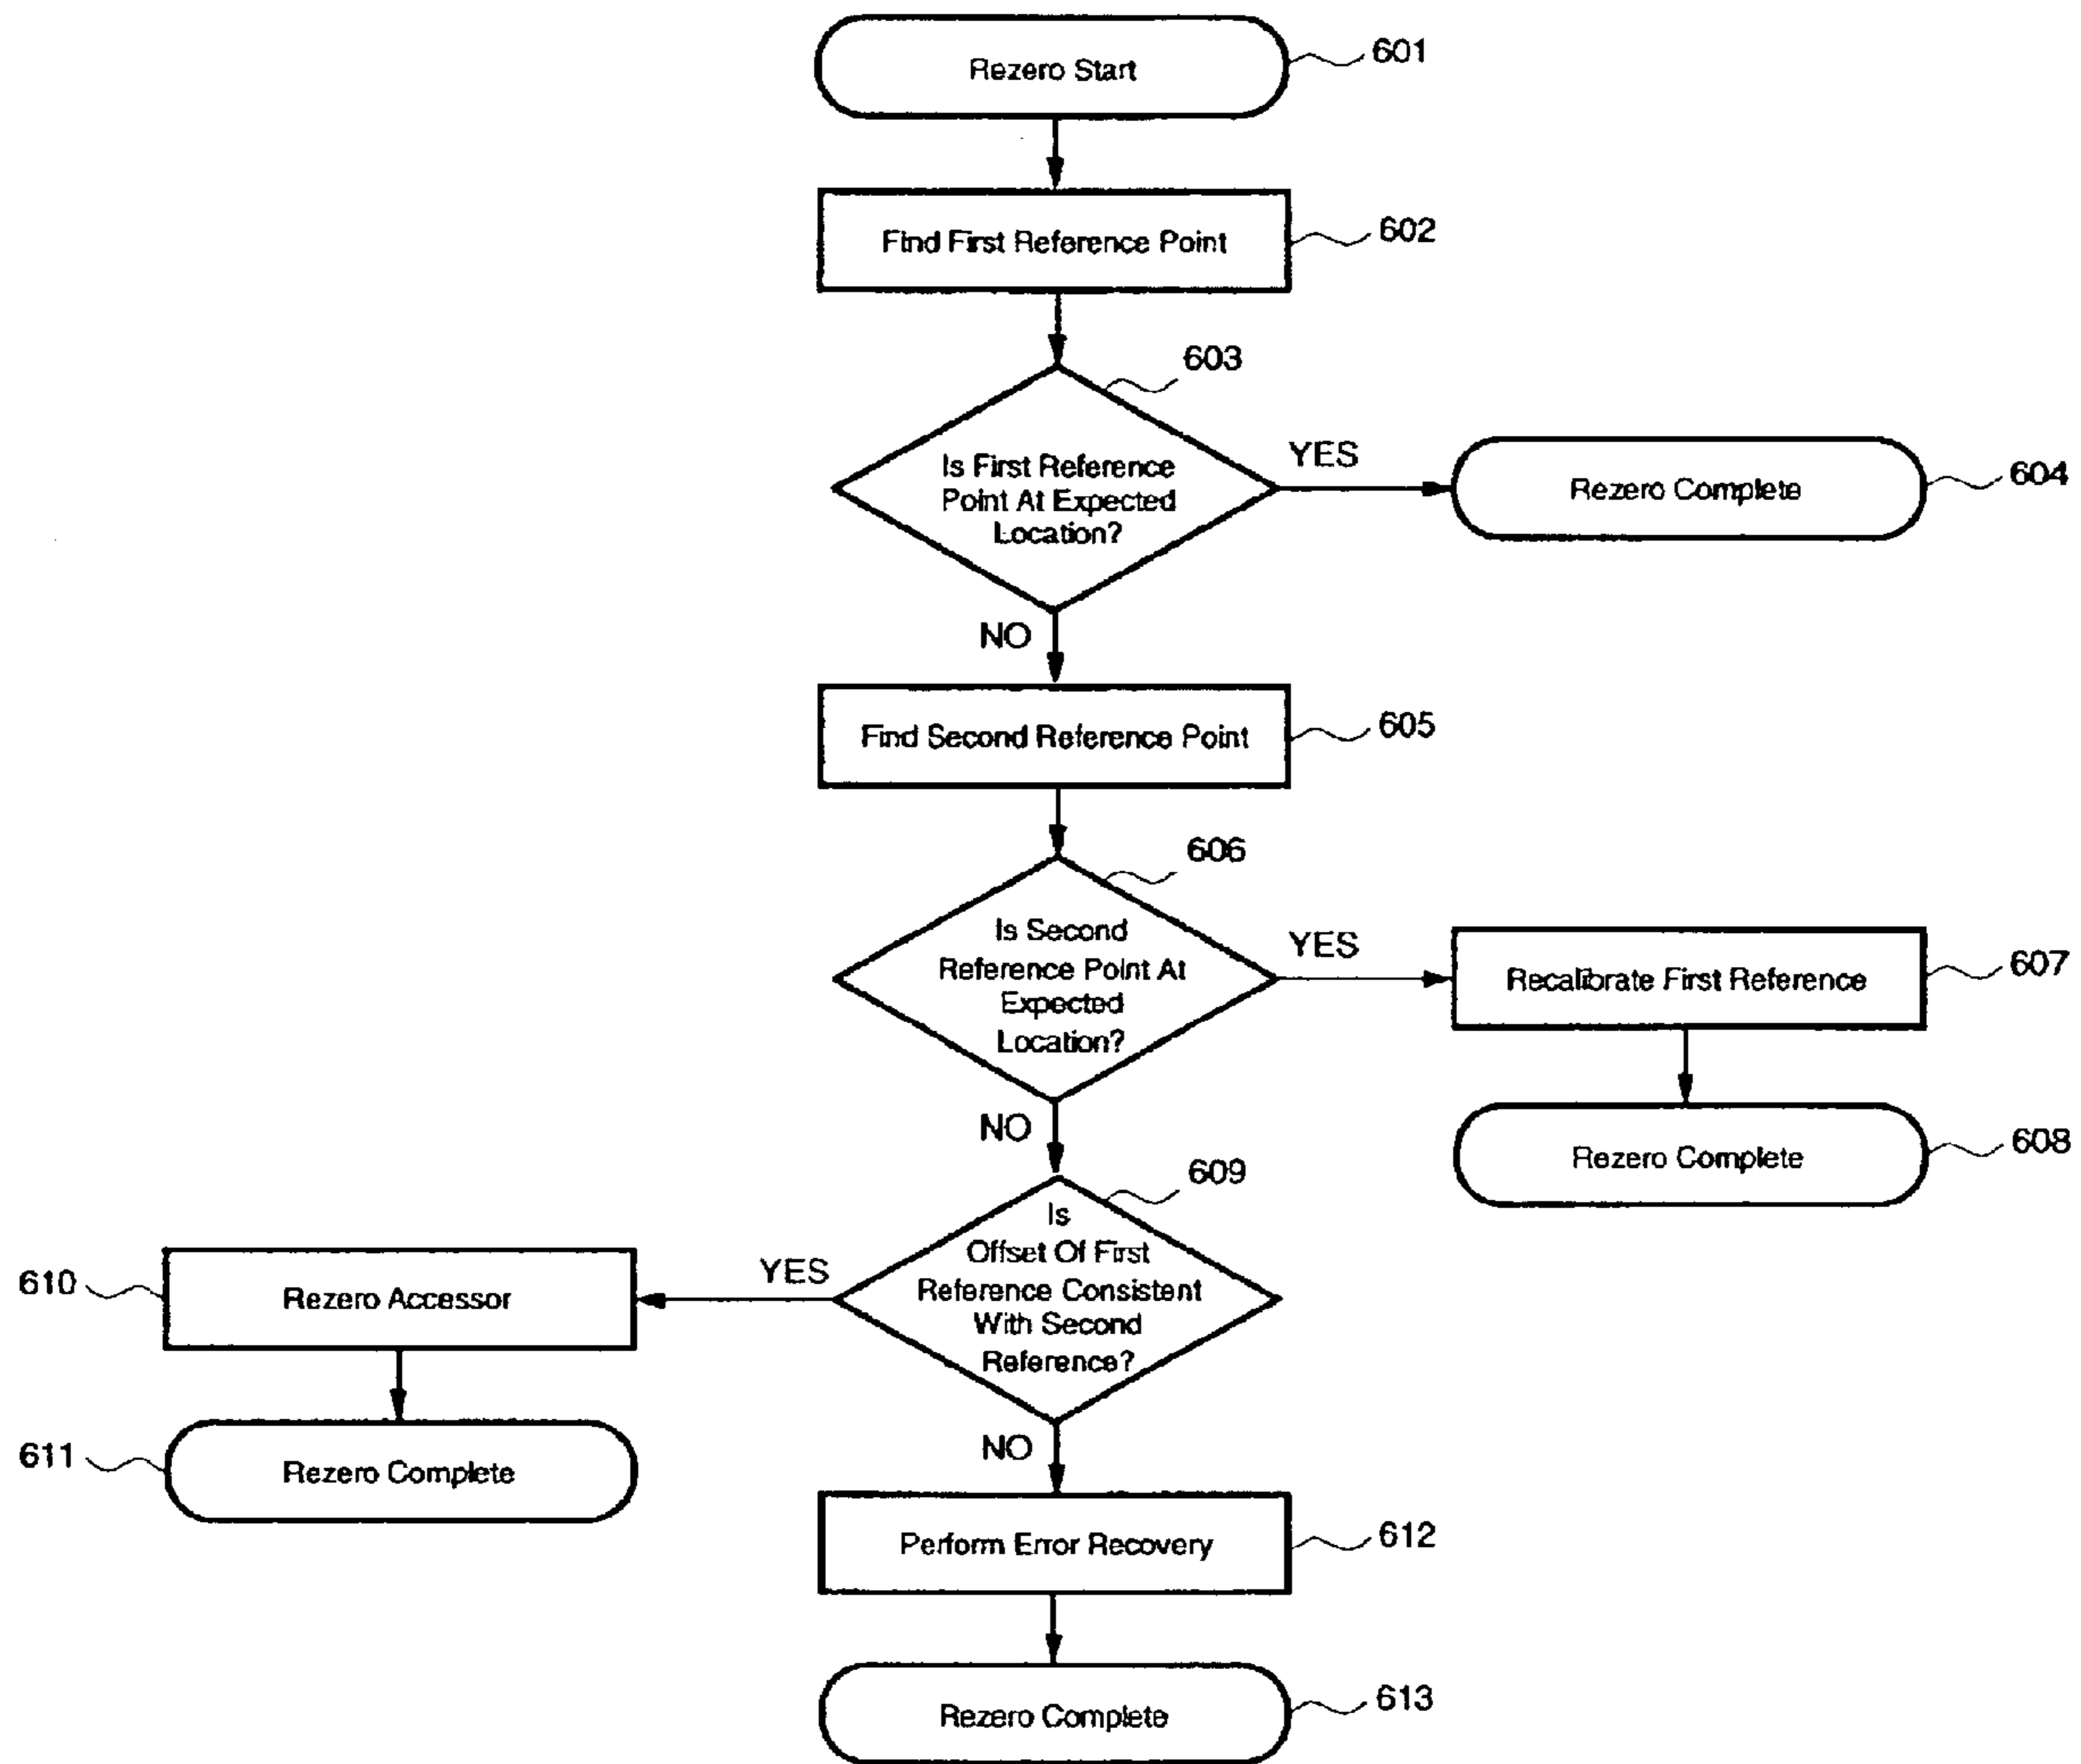 Rezero Start
601
Find First Reference Point
602
603
Is First Reference
Point At Expected
Location?
YES
Rezero Complete
604
NO
Find Second Reference Point
605
606
Is Second
Reference Point At
Expected
Location?
YES
Recalibrate First Reference
607
Rezero Complete
608
NO
609
Is
Offset Of First
Reference Consistent
With Second
Reference?
YES
610
Rezero Accessor
611
Rezero Complete
NO
Perform Error Recovery
612
Rezero Complete
613